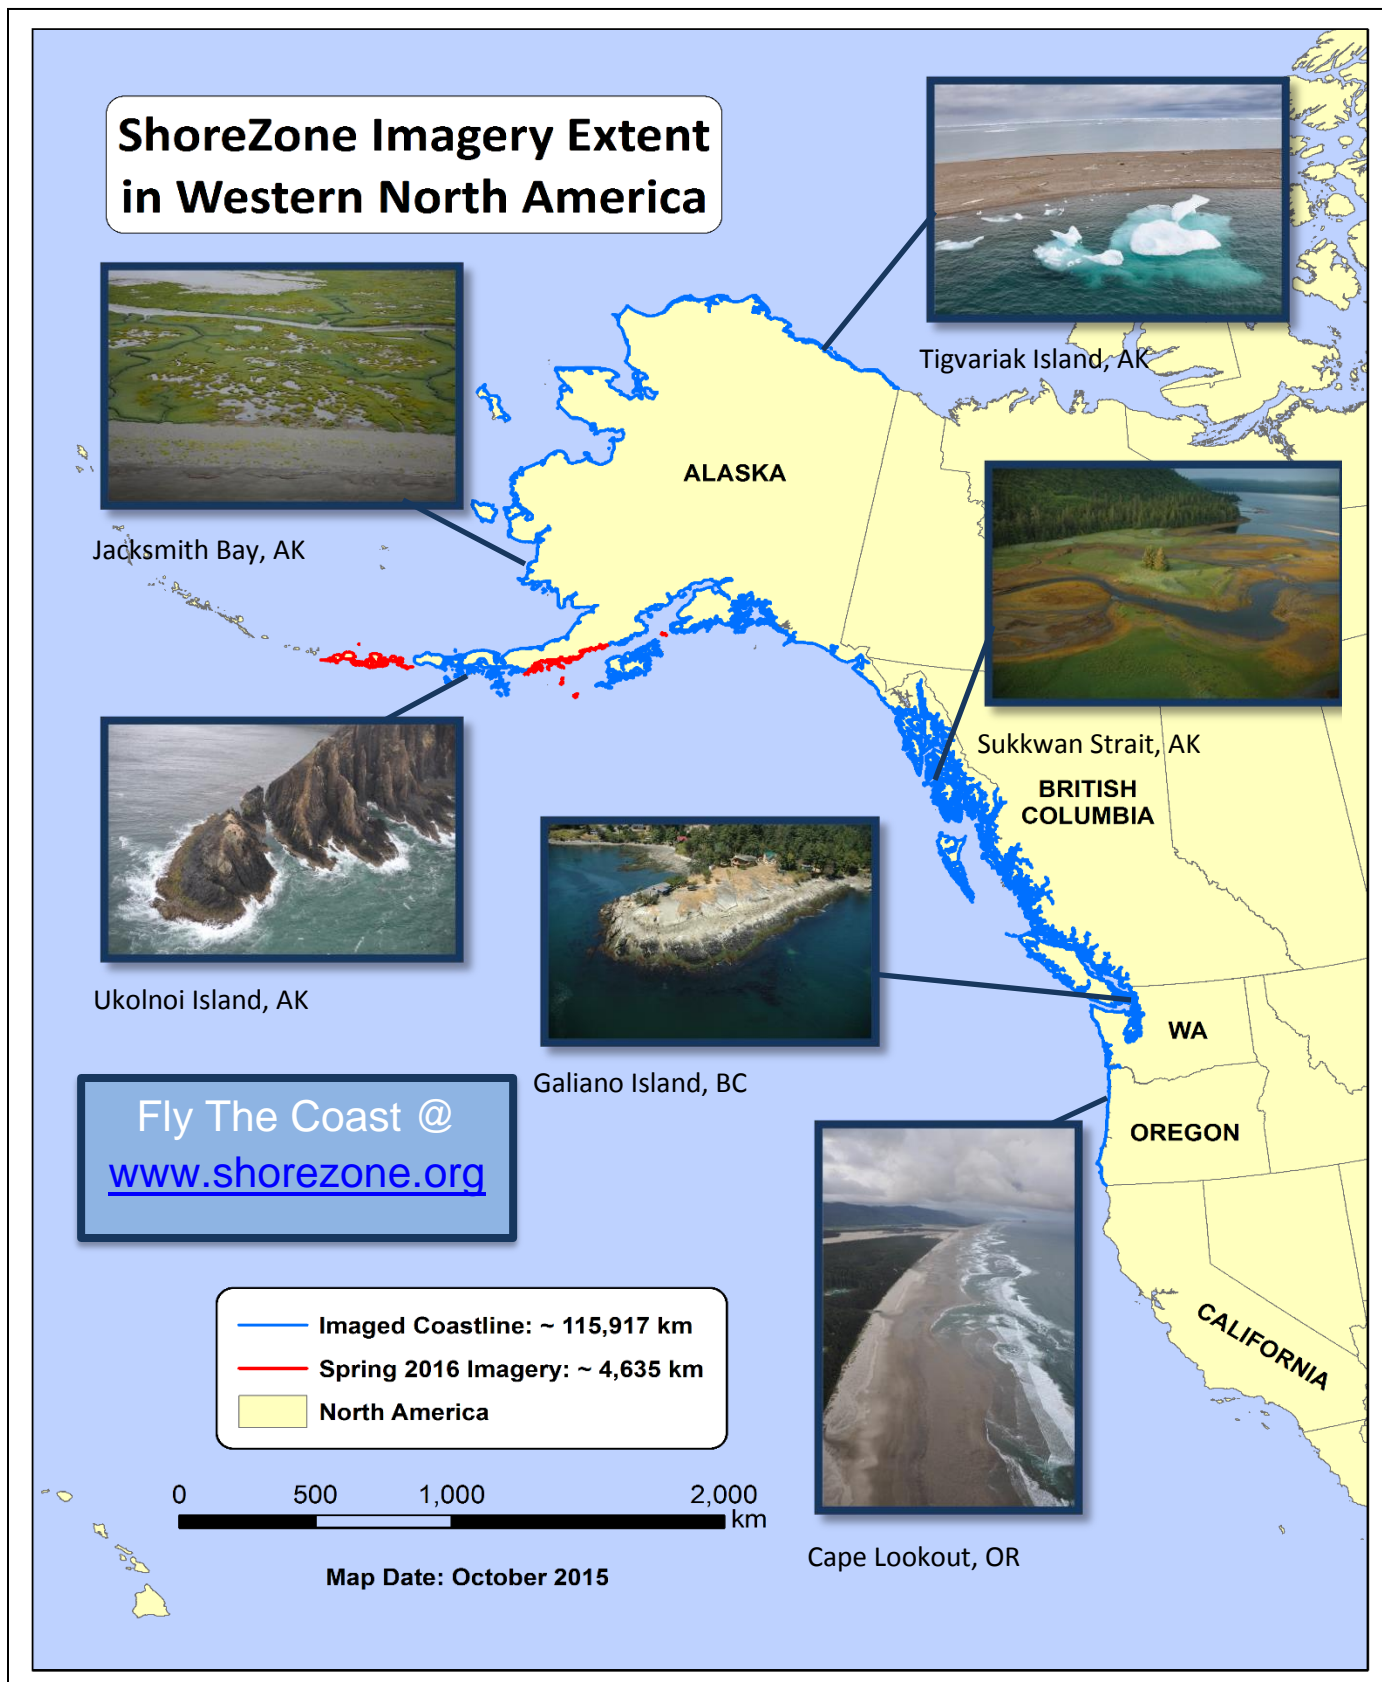 ShoreZone Imagery Extent
in Western North America
Tigvariak Island, AK
ALASKA
Jacksmith Bay, AK
Sukkwan Strait, AK
BRITISH
COLUMBIA
Ukolnoi Island, AK
WA
Galiano Island, BC
Fly The Coast @
www.shorezone.org
OREGON
CALIFORNIA
Imaged Coastline: ~ 115,917 km
Spring 2016 Imagery: ~ 4,635 km
North America
0 500 1,000 2,000
km
Cape Lookout, OR
Map Date: October 2015